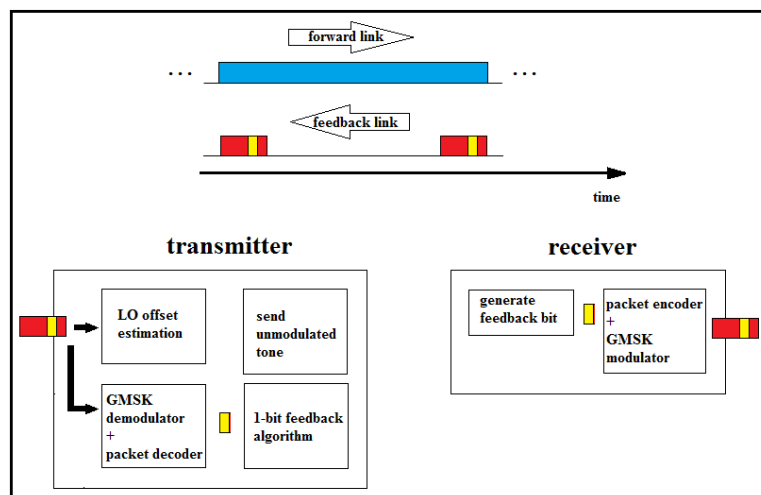 forward link
... ...
feedback link
time
transmitter
receiver
LO offset
estimation
send
unmodulated
tone
generate
feedback bit
packet encoder
+
GMSK
modulator
GMSK
demodulator
+
packet decoder
1-bit feedback
algorithm